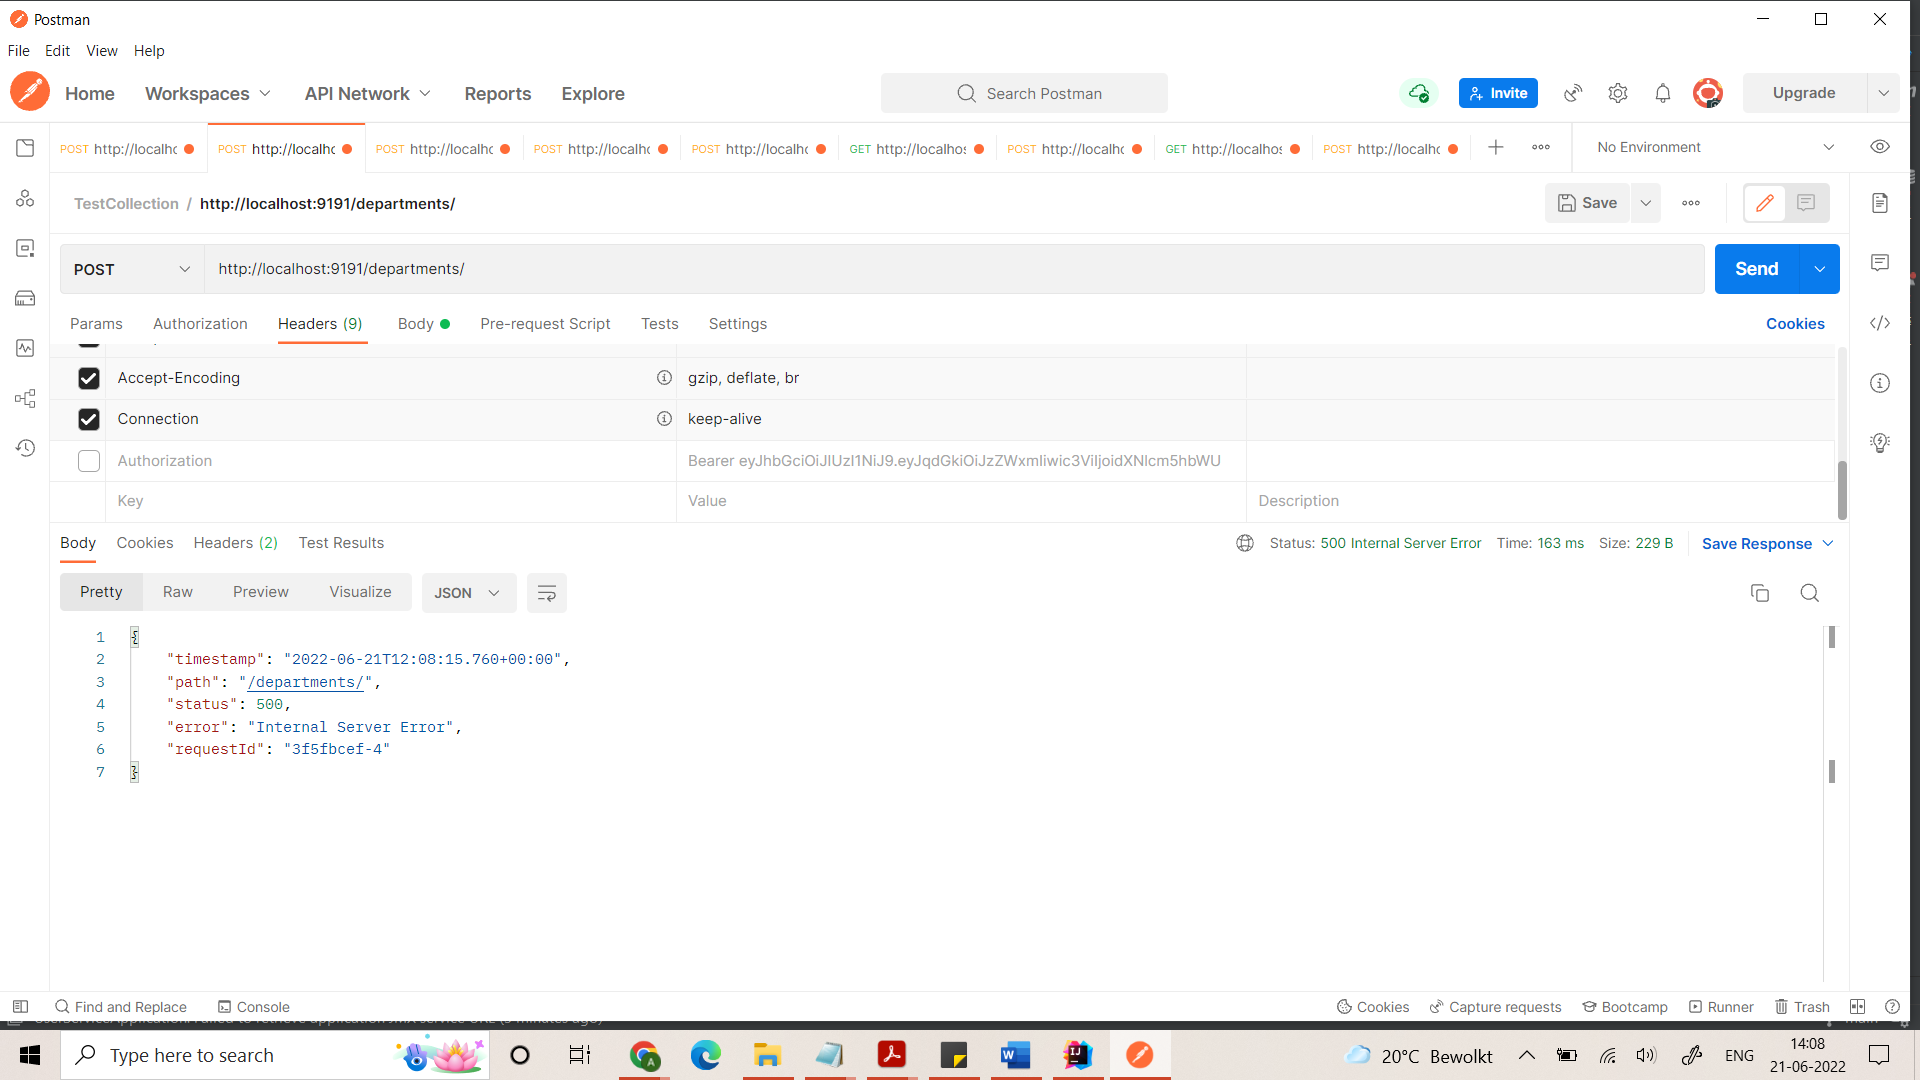 Postman
File Edit View Help
Home Workspaces API Network Reports Explore Search Postman Invite Upgrade
POST http://localhc POST http://localhc POST http://localhc POST http://localhc POST http://localhc GET http://localhos POST http://localhc GET http://localhos POST http://localhc No Environment
TestCollection / http://localhost:9191/departments/ Save
POST http://localhost:9191/departments/ Send
Params Authorization Headers (9) Body Pre-request Script Tests Settings Cookies
Accept-Encoding gzip, deflate, br
Connection keep-alive
Authorization Bearer eyJhbGciOiJIUzI1NiJ9.eyJqdGkiOiJzZWxmIiwic3ViIjoidXNlcm5hbWU
Key Value Description
Body Cookies Headers (2) Test Results Status: 500 Internal Server Error Time: 163 ms Size: 229 B Save Response
Pretty Raw Preview Visualize JSON
1 {
2 "timestamp": "2022-06-21T12:08:15.760+00:00",
3 "path": "/departments/",
4 "status": 500,
5 "error": "Internal Server Error",
6 "requestId": "3f5fbcef-4"
7 }
Find and Replace Console Cookies Capture requests Bootcamp Runner Trash
Type here to search 20°C Bewolkt ENG 14:08
21-06-2022